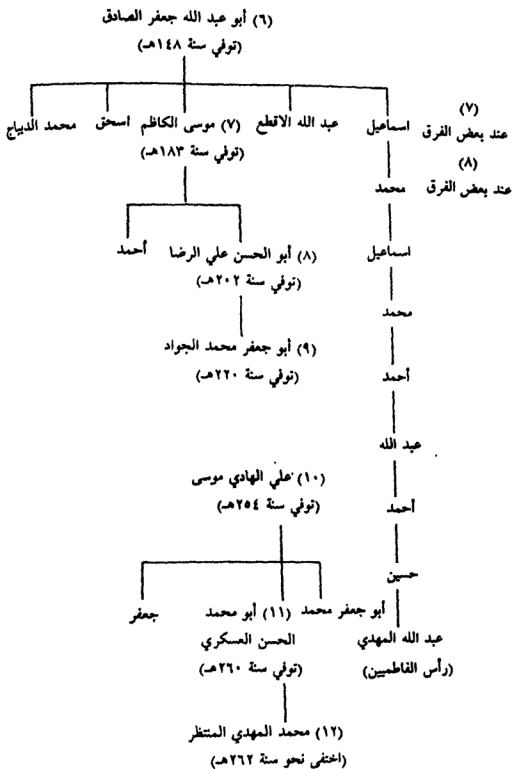 (٦) أبو عبد الله جعفر الصادق
(توفي سنة ١٤٨هـ)
(٧)
عند بعض الفرق
اسماعيل
عبد الله الاقطع
(٧) موسى الكاظم
(توفي سنة ١٨٣هـ)
اسحق
محمد الديباج
(٨)
عند بعض الفرق
محمد
اسماعيل
(٨) أبو الحسن علي الرضا
(توفي سنة ٢٠٢هـ)
أحمد
محمد
(٩) أبو جعفر محمد الجواد
(توفي سنة ٢٢٠هـ)
أحمد
عبد الله
(١٠) علي الهادي موسى
(توفي سنة ٢٥٤هـ)
أحمد
حسين
أبو جعفر محمد
(١١) أبو محمد
الحسن العسكري
(توفي سنة ٢٦٠هـ)
جعفر
عبد الله المهدي
(رأس الفاطميين)
(١٢) محمد المهدي المنتظر
(اختفى نحو سنة ٢٦٢هـ)